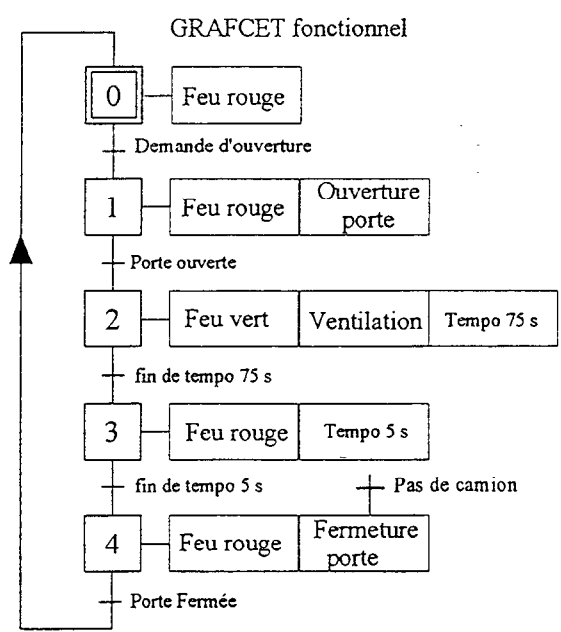 GRAFCET fonctionnel
0 Feu rouge
Demande d'ouverture
1 Feu rouge Ouverture porte
Porte ouverte
2 Feu vert Ventilation Tempo 75 s
fin de tempo 75 s
3 Feu rouge Tempo 5 s
fin de tempo 5 s Pas de camion
4 Feu rouge Fermeture porte
Porte Fermée